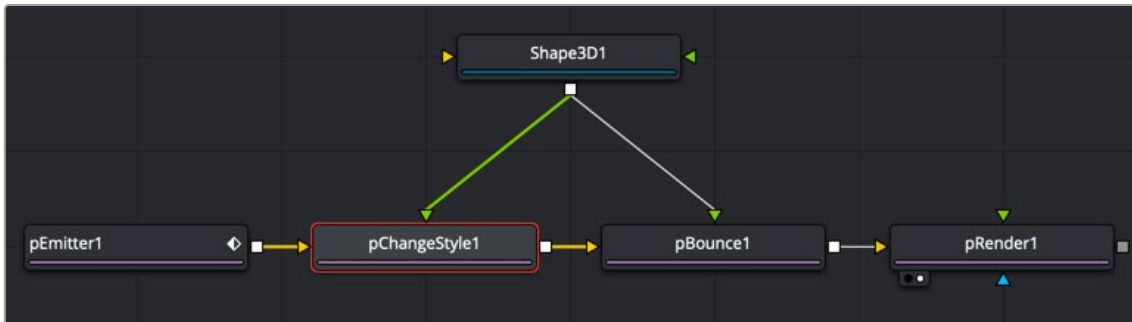 Shape3D1
pEmitter1
pChangeStyle1
pBounce1
pRender1